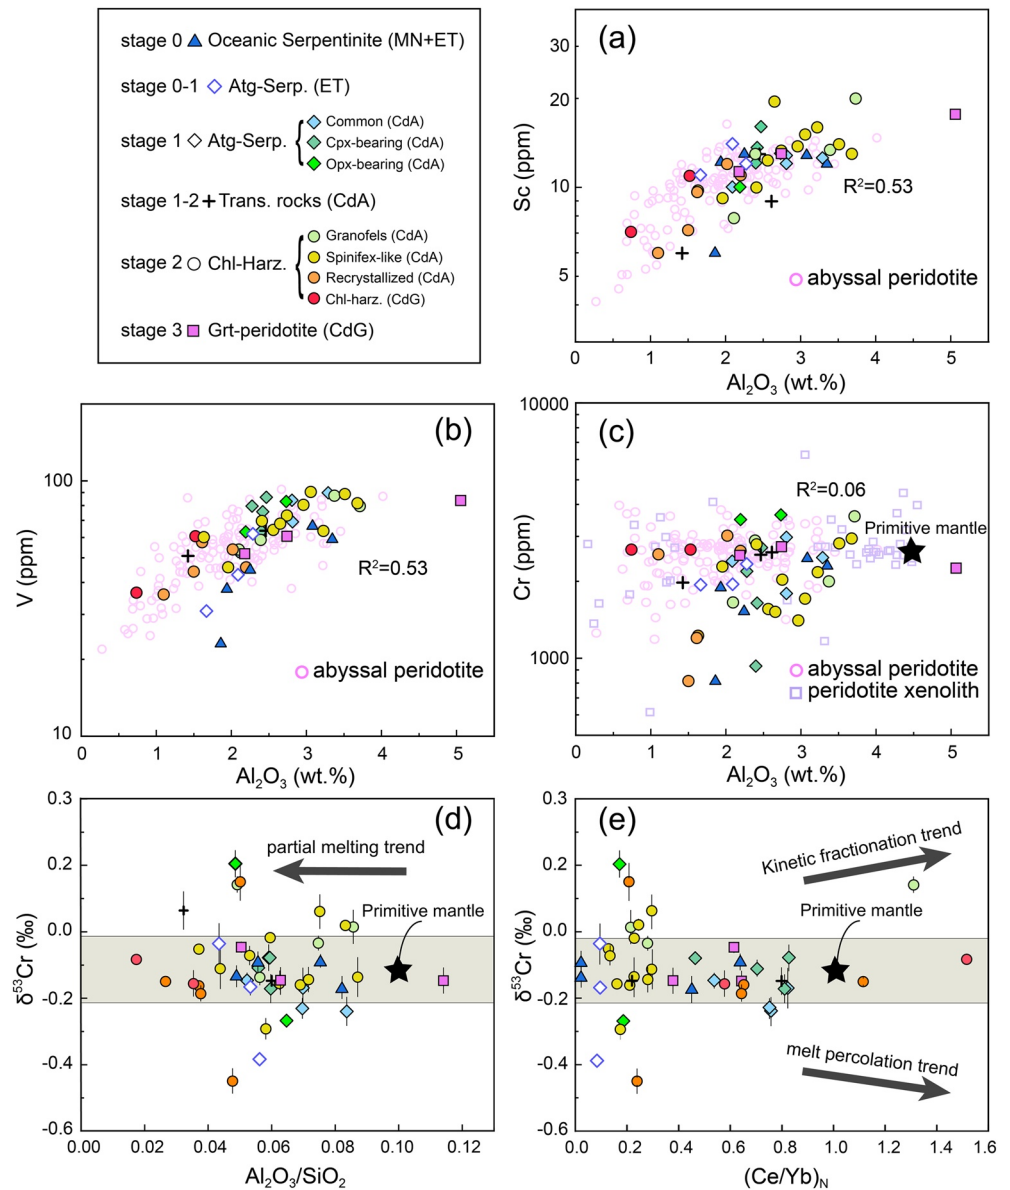 stage 0 Oceanic Serpentinite (MN+ET)
stage 0-1 Atg-Serp. (ET)
stage 1 Atg-Serp.
Common (CdA)
Cpx-bearing (CdA)
Opx-bearing (CdA)
stage 1-2 Trans. rocks (CdA)
stage 2 Chl-Harz.
Granofels (CdA)
Spinifex-like (CdA)
Recrystallized (CdA)
Chl-harz. (CdG)
stage 3 Grt-peridotite (CdG)
(a)
30
20
10
5
Sc (ppm)
R²=0.53
abyssal peridotite
0 1 2 3 4 5
Al₂O₃ (wt.%)
(b)
100
10
V (ppm)
R²=0.53
abyssal peridotite
0 1 2 3 4 5
Al₂O₃ (wt.%)
(c)
10000
1000
Cr (ppm)
R²=0.06
Primitive mantle
abyssal peridotite
peridotite xenolith
0 1 2 3 4 5
Al₂O₃ (wt.%)
(d)
0.3
0.2
0.0
-0.2
-0.4
-0.6
δ⁵³Cr (‰)
partial melting trend
Primitive mantle
0.00 0.02 0.04 0.06 0.08 0.10 0.12
Al₂O₃/SiO₂
(e)
0.3
0.2
0.0
-0.2
-0.4
-0.6
δ⁵³Cr (‰)
Kinetic fractionation trend
Primitive mantle
melt percolation trend
0.0 0.2 0.4 0.6 0.8 1.0 1.2 1.4 1.6
(Ce/Yb)N